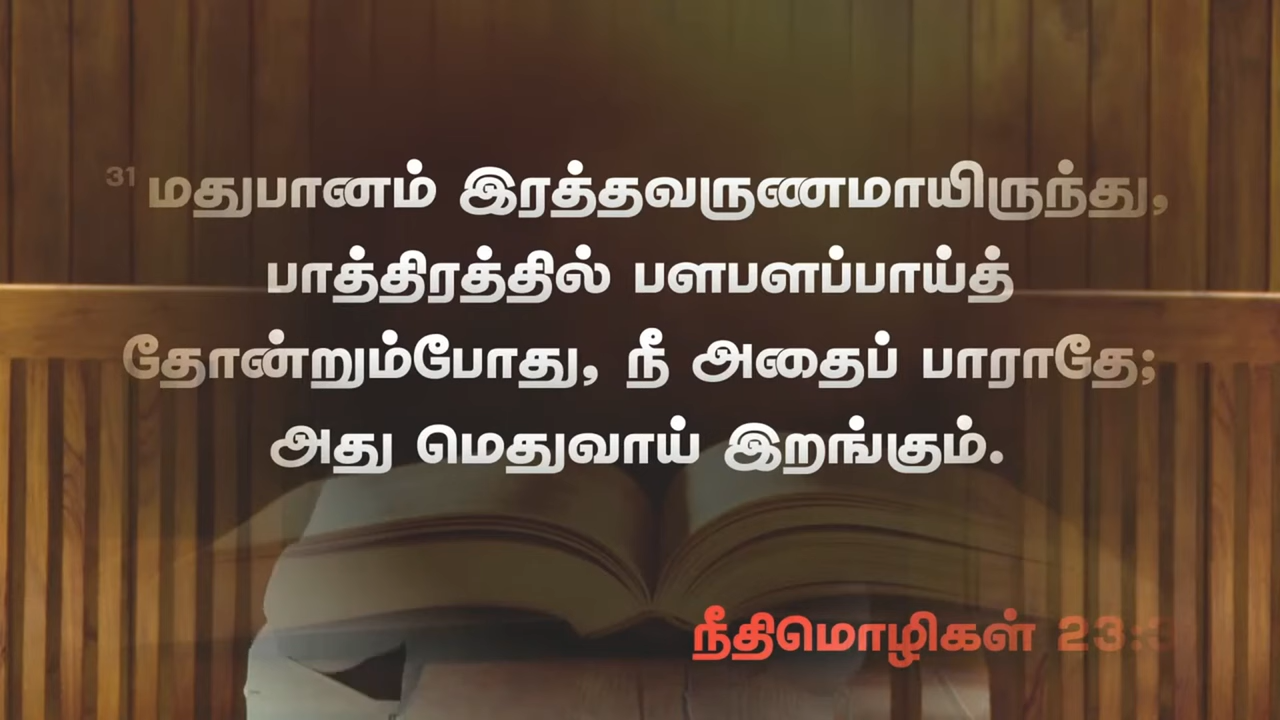 31 மதுபானம் இரத்தவருணமாயிருந்து,
பாத்திரத்தில் பளபளப்பாய்த்
தோன்றும்போது, நீ அதைப் பாராதே;
அது மெதுவாய் இறங்கும்.
நீதிமொழிகள் 23:3